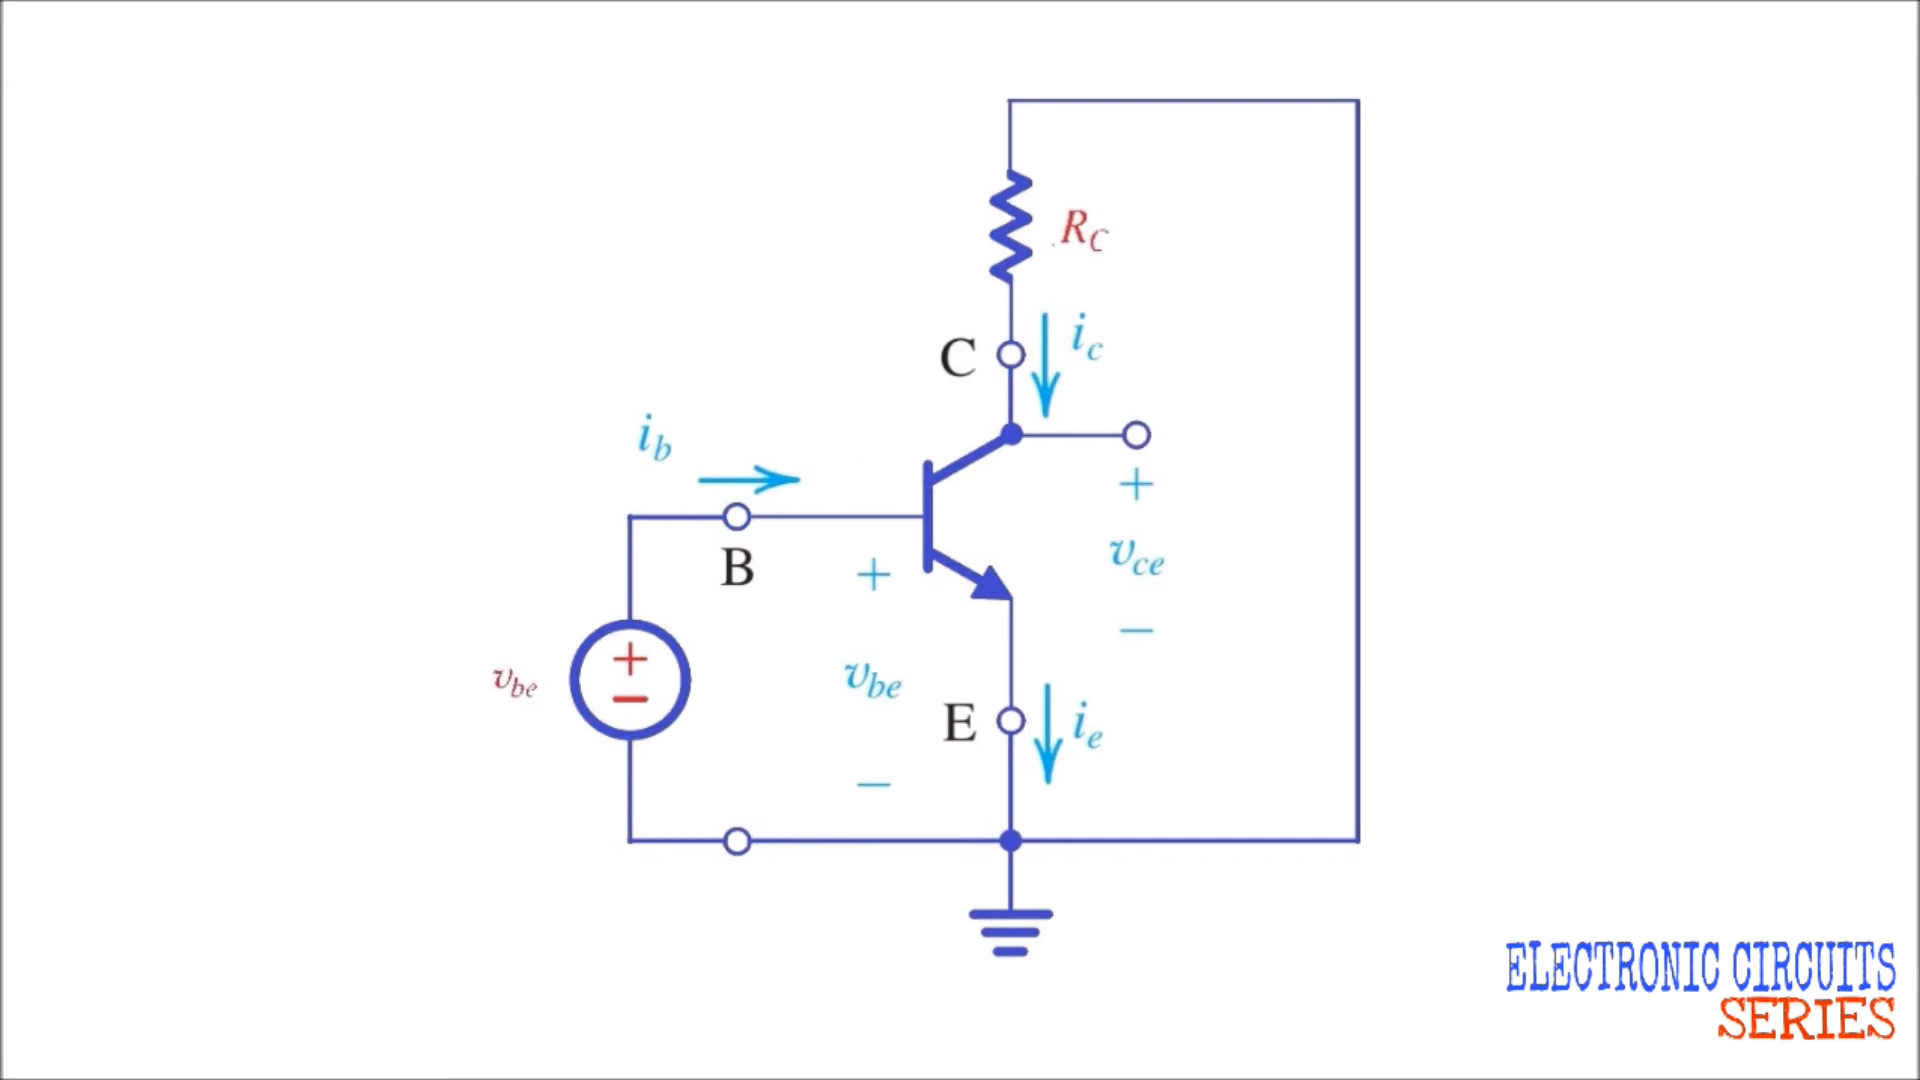 R_C
C
i_c
i_b
B
+
+
v_ce
−
v_be
+
−
v_be
E
i_e
−
ELECTRONIC CIRCUITS
SERIES